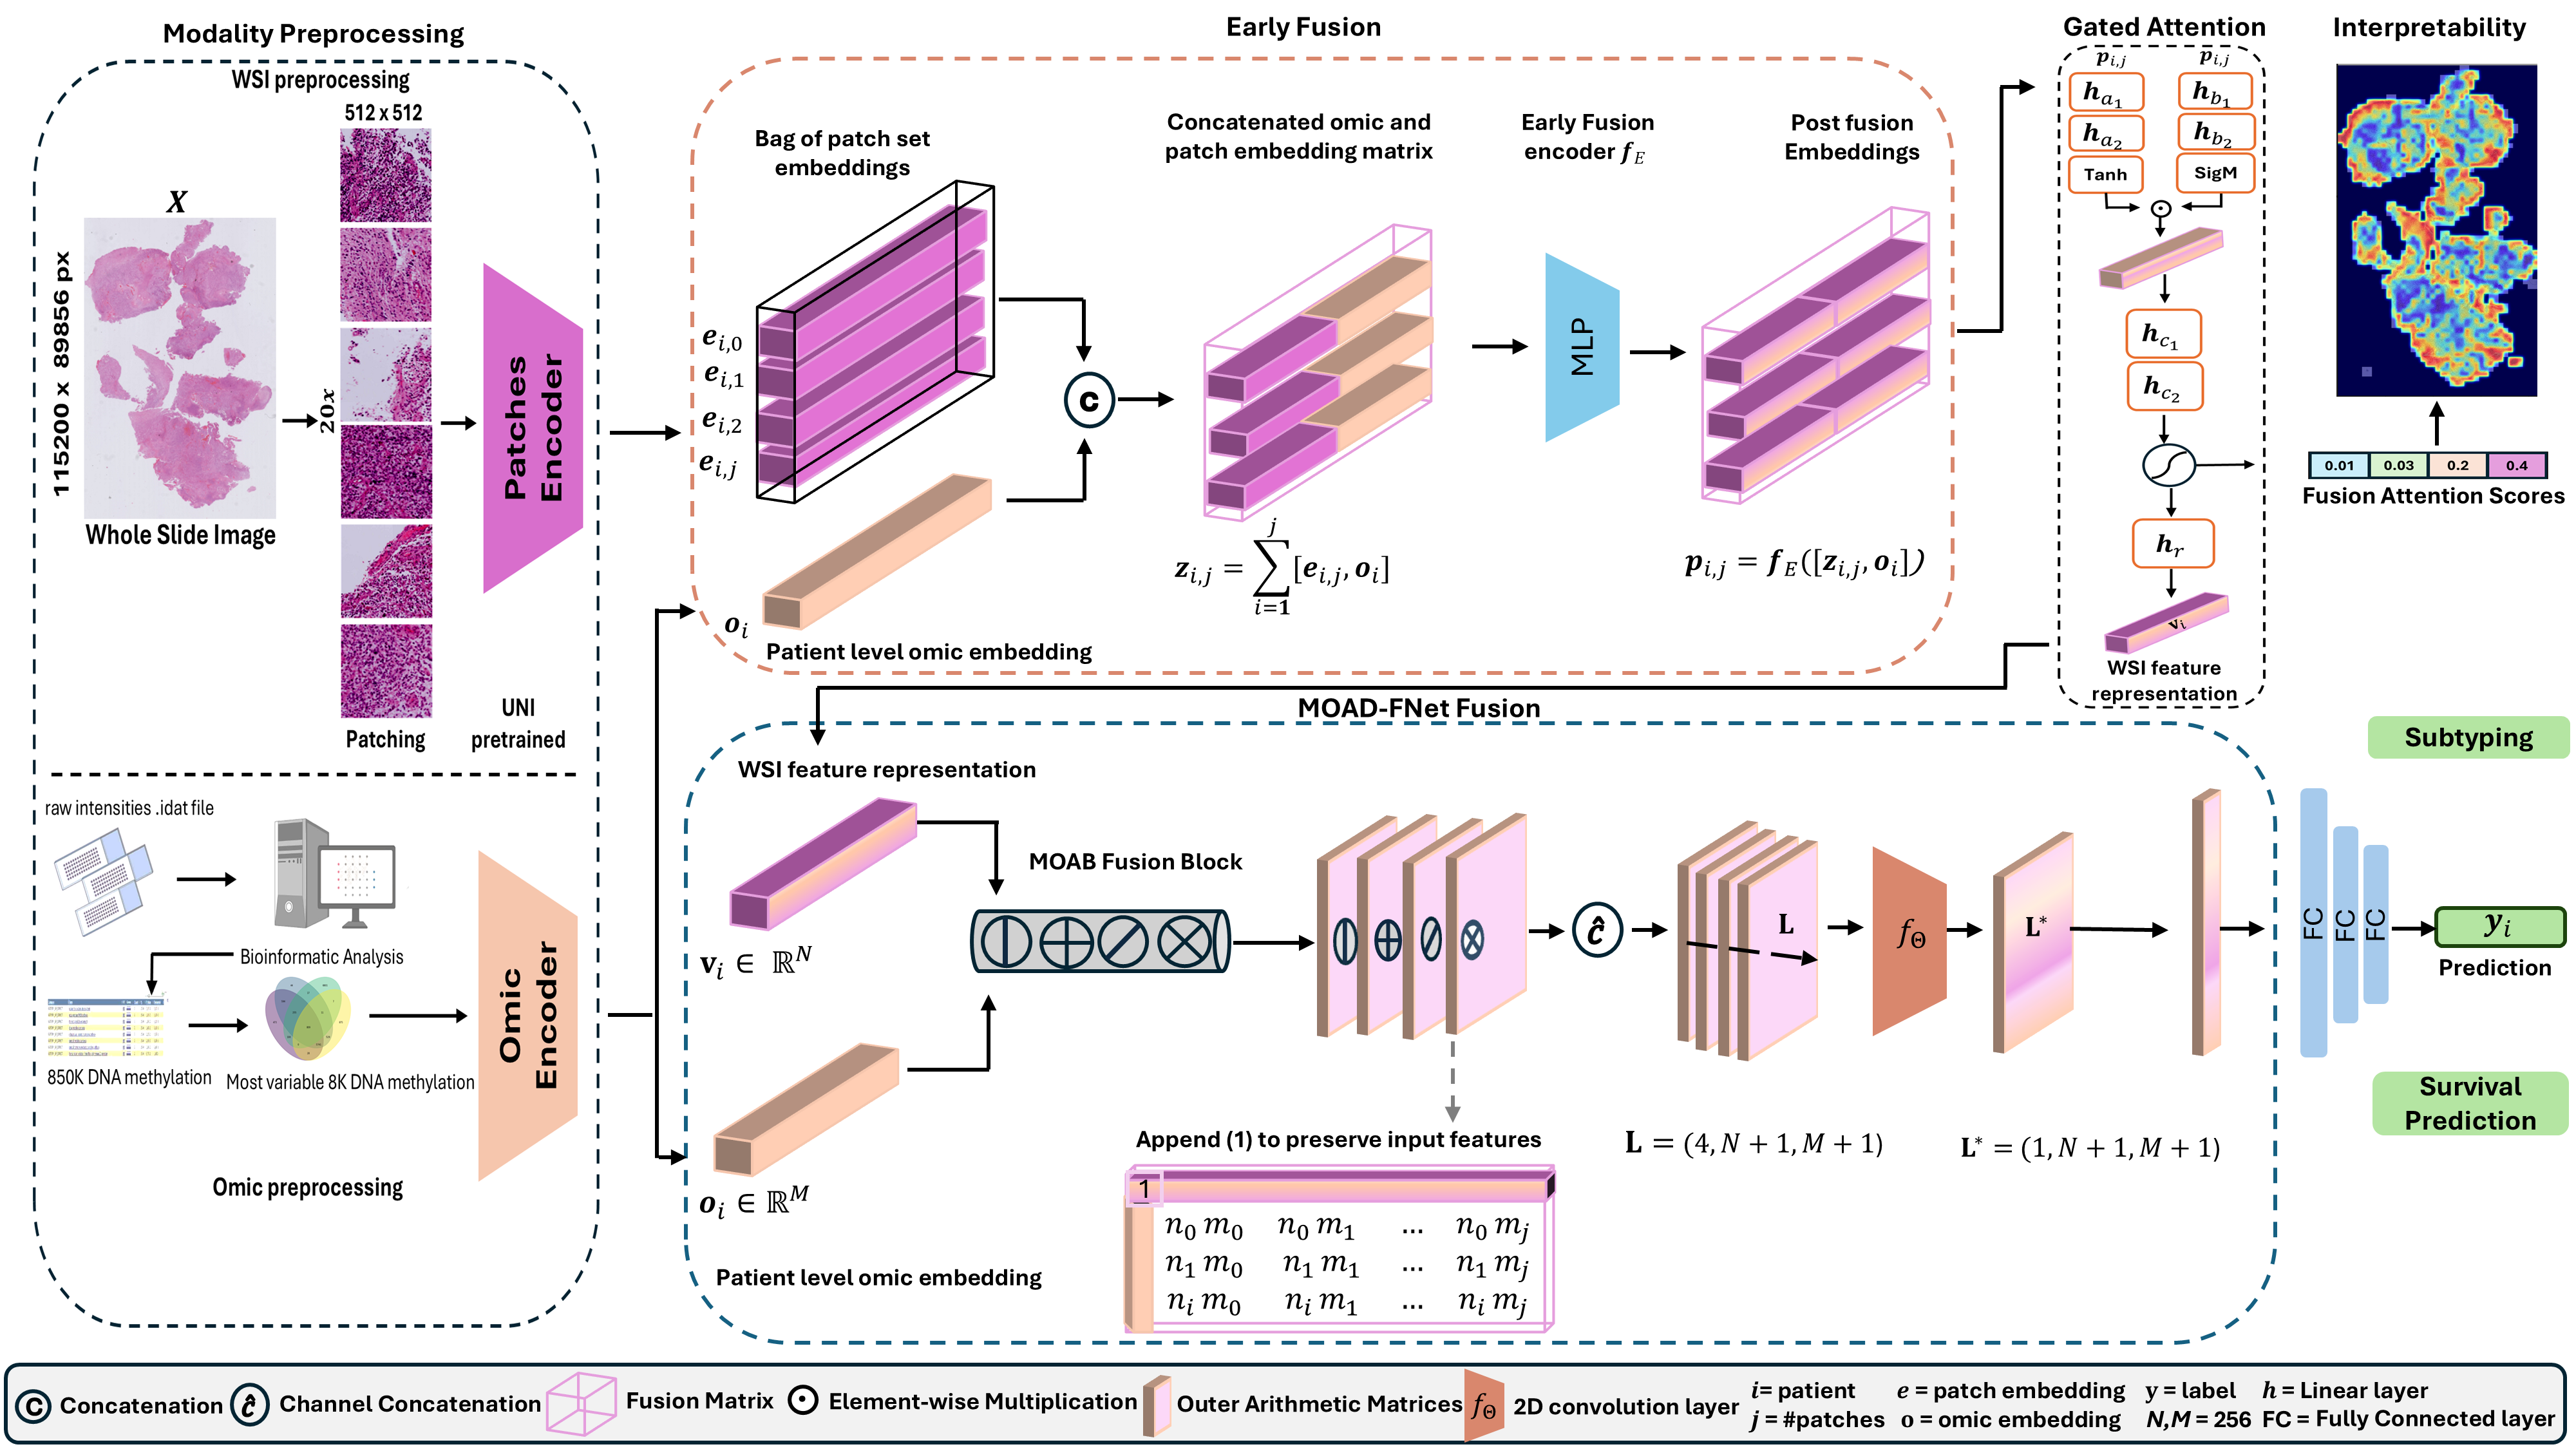 Modality Preprocessing
WSI preprocessing
512 x 512
X
115200 x 89856 px
20x
Whole Slide Image
Patching
Patches Encoder
UNI
pretrained
raw intensities .idat file
Bioinformatic Analysis
850K DNA methylation
Most variable 8K DNA methylation
Omic Encoder
Omic preprocessing
Early Fusion
Bag of patch set
embeddings
e_{i,0}
e_{i,1}
e_{i,2}
e_{i,j}
o_i
Patient level omic embedding
C
Concatenated omic and
patch embedding matrix
z_{i,j} = \sum_{i=1}^{j} [e_{i,j}, o_i]
Early Fusion
encoder f_E
MLP
Post fusion
Embeddings
p_{i,j} = f_E([z_{i,j}, o_i])
Gated Attention
p_{i,j} p_{i,j}
h_{a_1} h_{b_1}
h_{a_2} h_{b_2}
Tanh SigM
h_{c_1}
h_{c_2}
h_r
v_i
WSI feature
representation
Interpretability
0.01 0.03 0.2 0.4
Fusion Attention Scores
MOAD-FNet Fusion
WSI feature representation
v_i ∈ ℝ^N
MOAB Fusion Block
o_i ∈ ℝ^M
Patient level omic embedding
Append (1) to preserve input features
1
n_0 m_0 n_0 m_1 ... n_0 m_j
n_1 m_0 n_1 m_1 ... n_1 m_j
n_i m_0 n_i m_1 ... n_i m_j
Ĉ
L
L = (4, N + 1, M + 1)
f_Θ
L*
L* = (1, N + 1, M + 1)
FC
FC
FC
Subtyping
y_i
Prediction
Survival
Prediction
C Concatenation
Ĉ Channel Concatenation
Fusion Matrix
Element-wise Multiplication
Outer Arithmetic Matrices
f_Θ 2D convolution layer
i= patient e = patch embedding y = label h = Linear layer
j = #patches o = omic embedding N,M = 256 FC = Fully Connected layer